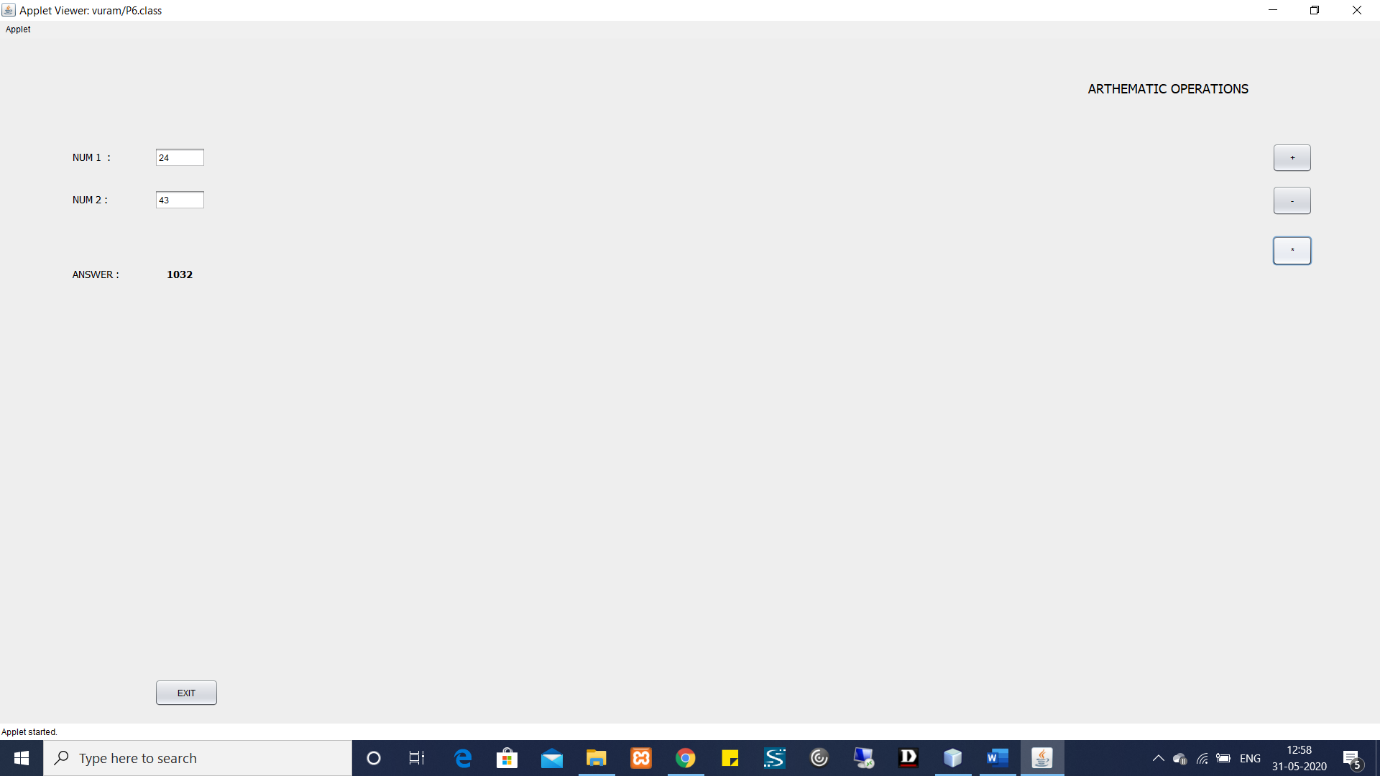 Applet Viewer: vuram/P6.class
Applet
ARTHEMATIC OPERATIONS
NUM 1 : 24
+
NUM 2 : 43
-
*
ANSWER : 1032
EXIT
Applet started.
Type here to search
ENG
12:58
31-05-2020
5